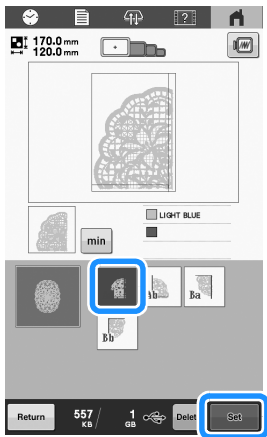 ?
170.0 mm
120.0 mm
min
LIGHT BLUE
Ab
Ba
Bb
Return
557 / KB
1 GB
Delet
Set